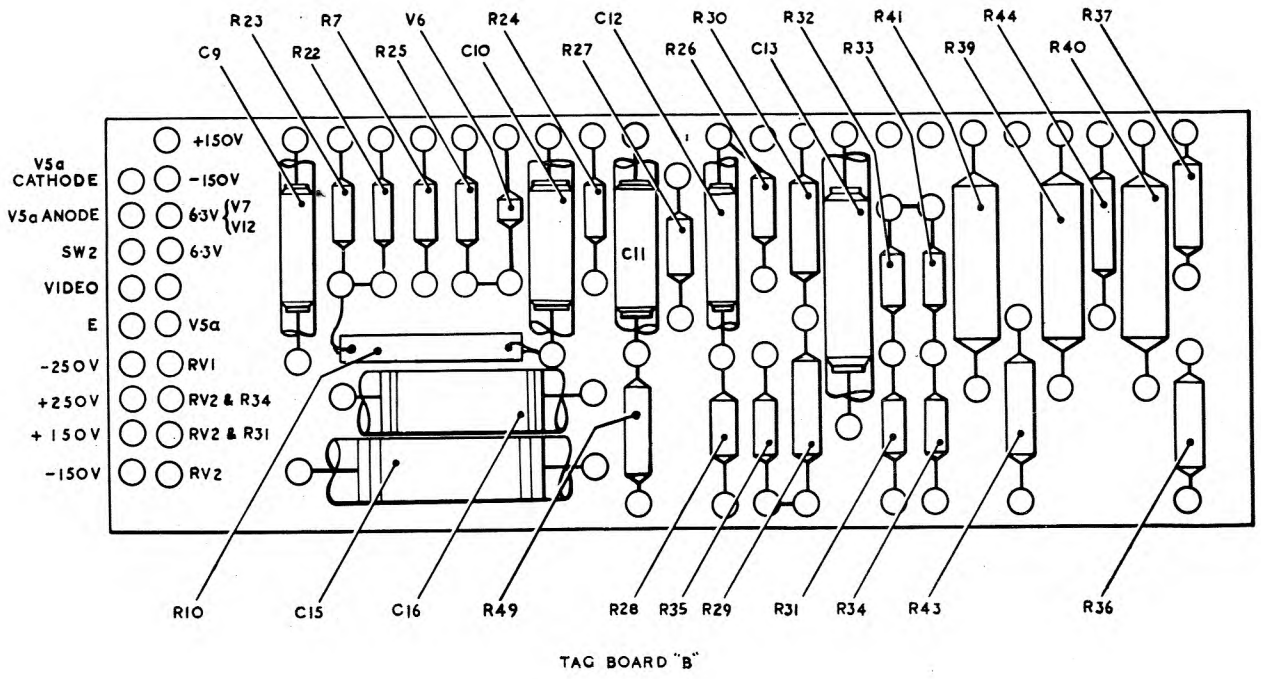 R23 R7 V6 R24 C12 R30 R32 R41 R44 R37
C9 R22 R25 C10 R27 R26 C13 R33 R39 R40
+150V
V5a
CATHODE -150V
V5a ANODE 6·3V { V7
V12
SW2 6·3V
C11
VIDEO
E V5a
-250V RV1
+250V RV2 & R34
+150V RV2 & R31
-150V RV2
R10 C15 C16 R49 R28 R35 R29 R31 R34 R43 R36
TAG BOARD "B"